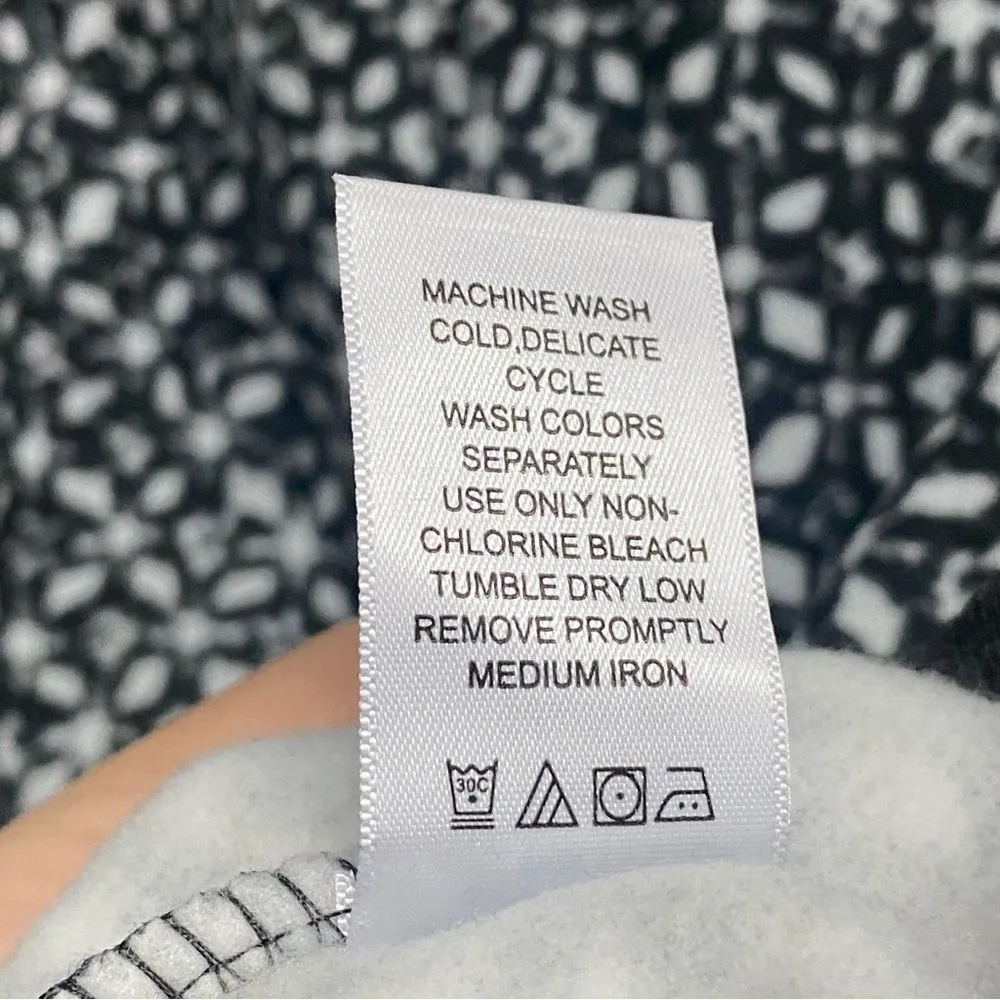 MACHINE WASH
COLD,DELICATE
CYCLE
WASH COLORS
SEPARATELY
USE ONLY NON-
CHLORINE BLEACH
TUMBLE DRY LOW
REMOVE PROMPTLY
MEDIUM IRON
30C